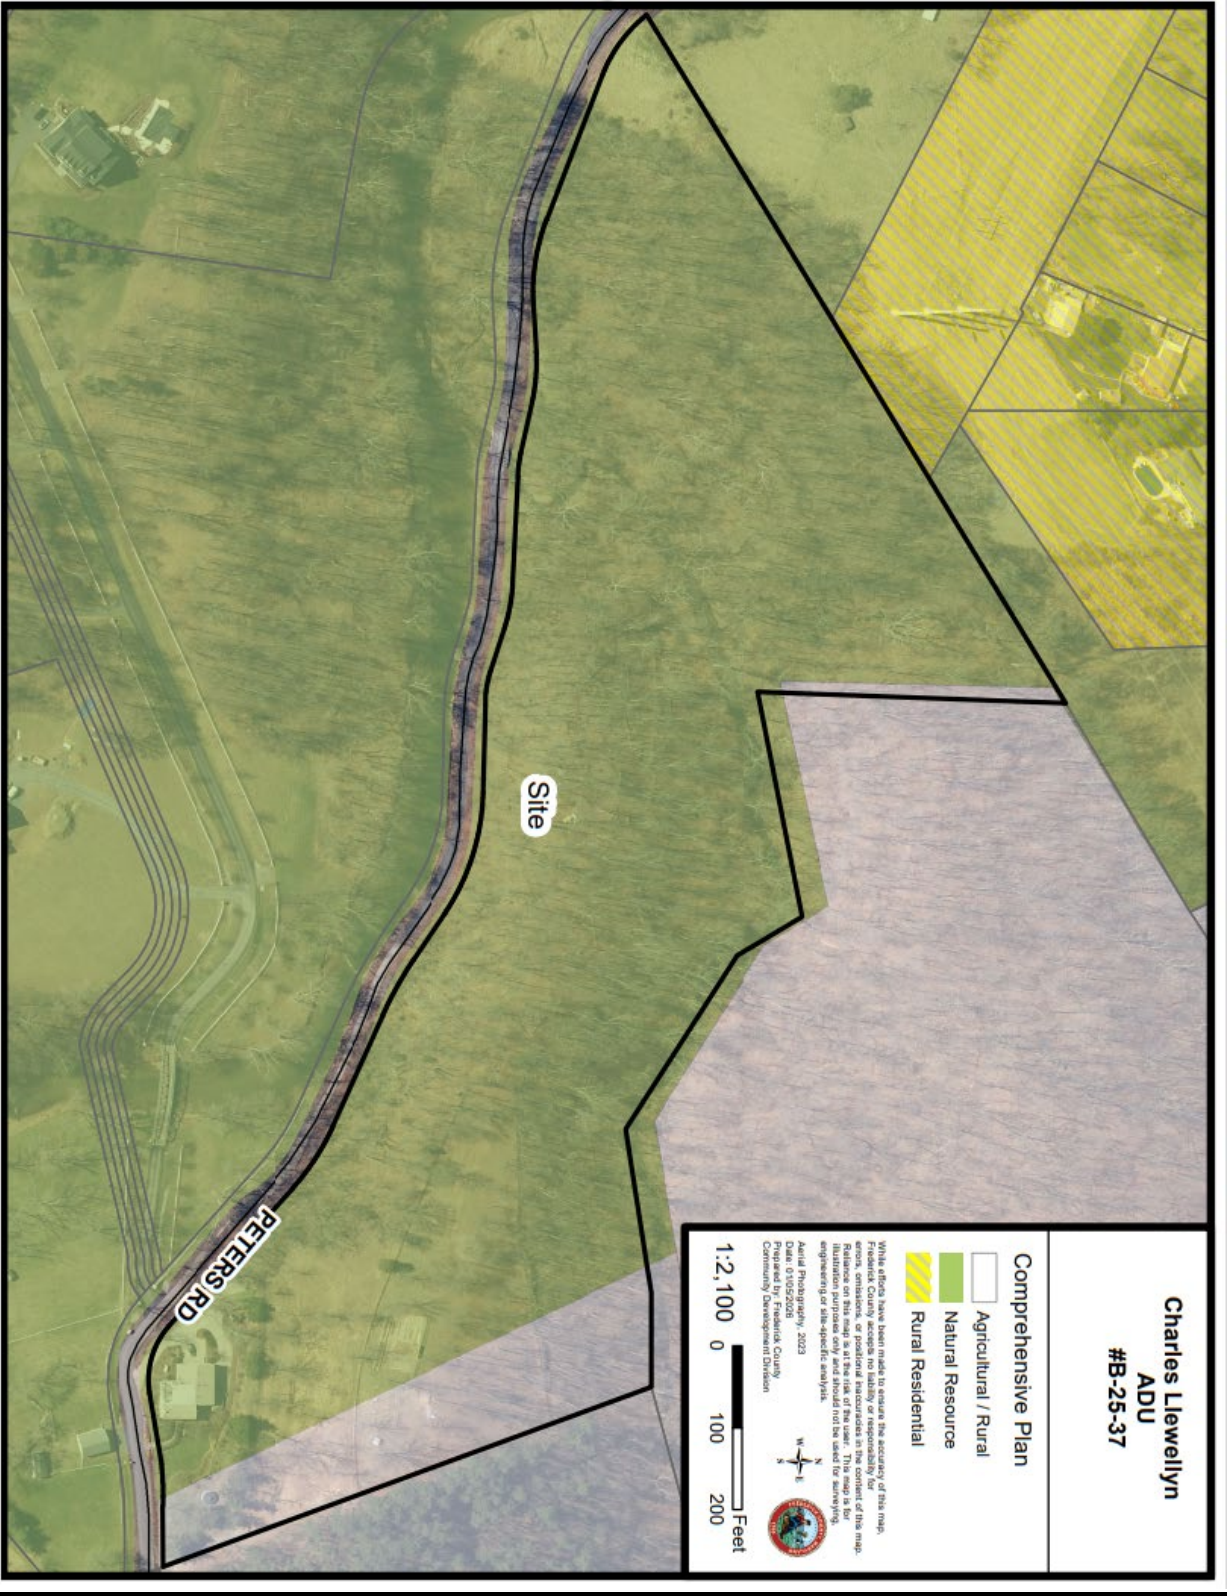 Charles Llewellyn
ADU
#B-25-37
Comprehensive Plan
Agricultural / Rural
Natural Resource
Rural Residential
While efforts have been made to ensure the accuracy of this map,
Frederick County accepts no liability or responsibility for
errors, omissions, or positional inaccuracies in the content of this map.
Reliance on this map is at the risk of the user. This map is for
illustration purposes only and should not be used for surveying,
engineering,or site-specific analysis.
Aerial Photography, 2023
Date: 01/05/2026
Prepared by: Frederick County
Community Development Division
N
W E
S
1:2,100
0 100 200
Feet
Site
PETERS RD